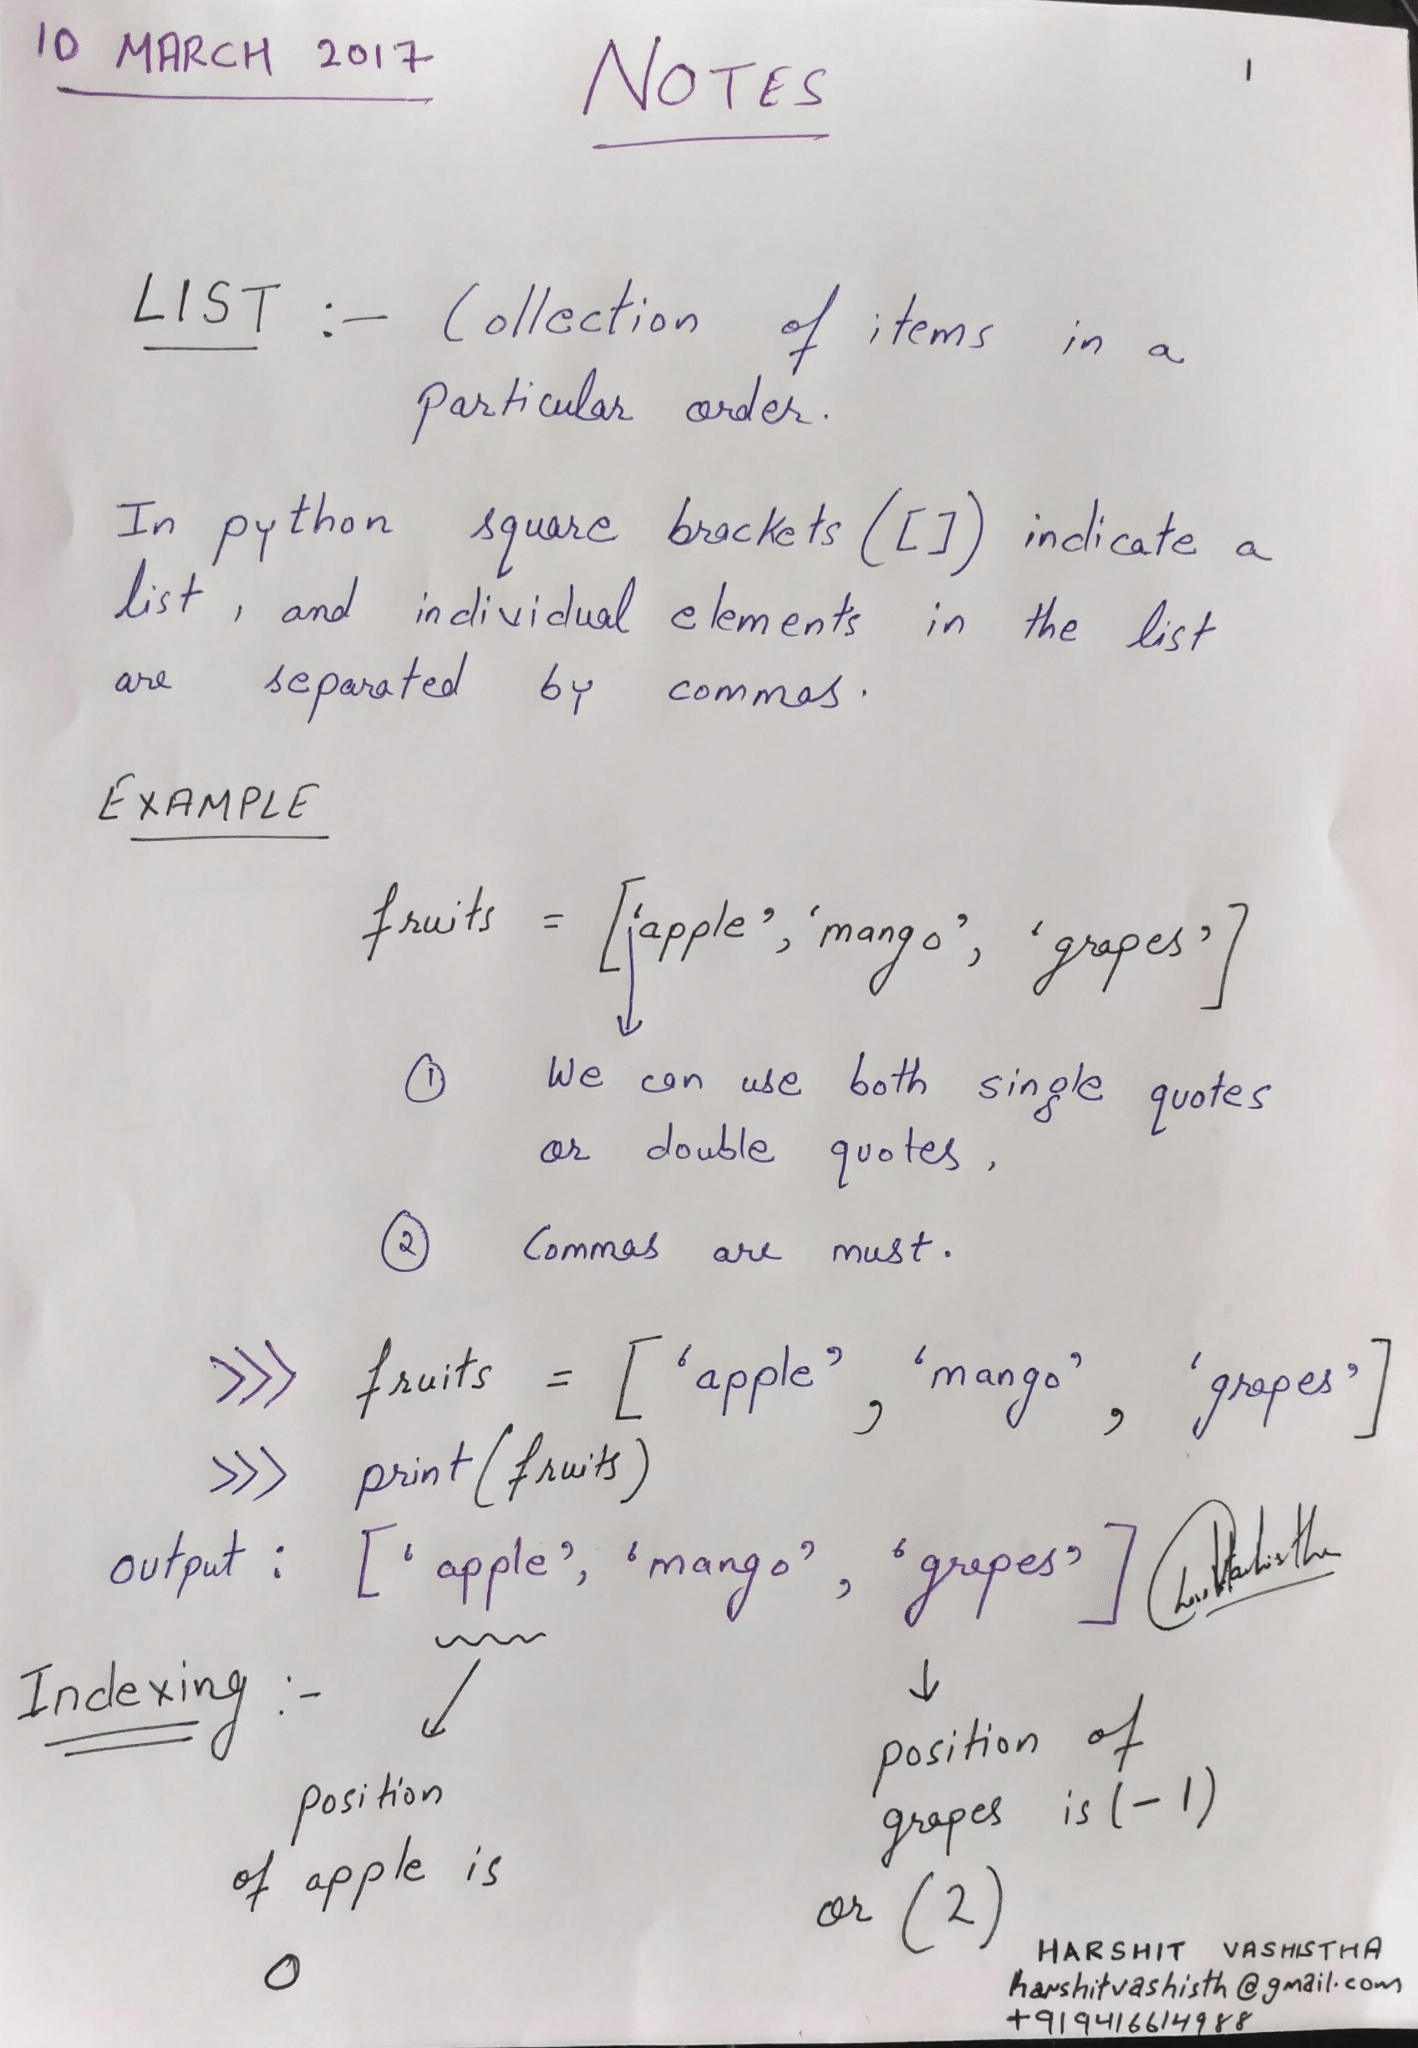 10 MARCH 2017
NOTES
1
LIST :- Collection of items in a
particular order.
In python square brackets ([]) indicate a
list, and individual elements in the list
are separated by commas.
EXAMPLE
fruits = ['apple', 'mango', 'grapes']
① We can use both single quotes
or double quotes,
② Commas are must.
>>> fruits = ['apple', 'mango', 'grapes']
>>> print(fruits)
output : ['apple', 'mango', 'grapes']
Indexing :-
position
of apple is
0
position of
grapes is (-1)
or (2)
HARSHIT VASHISTHA
harshitvashisth@gmail.com
+919416614988